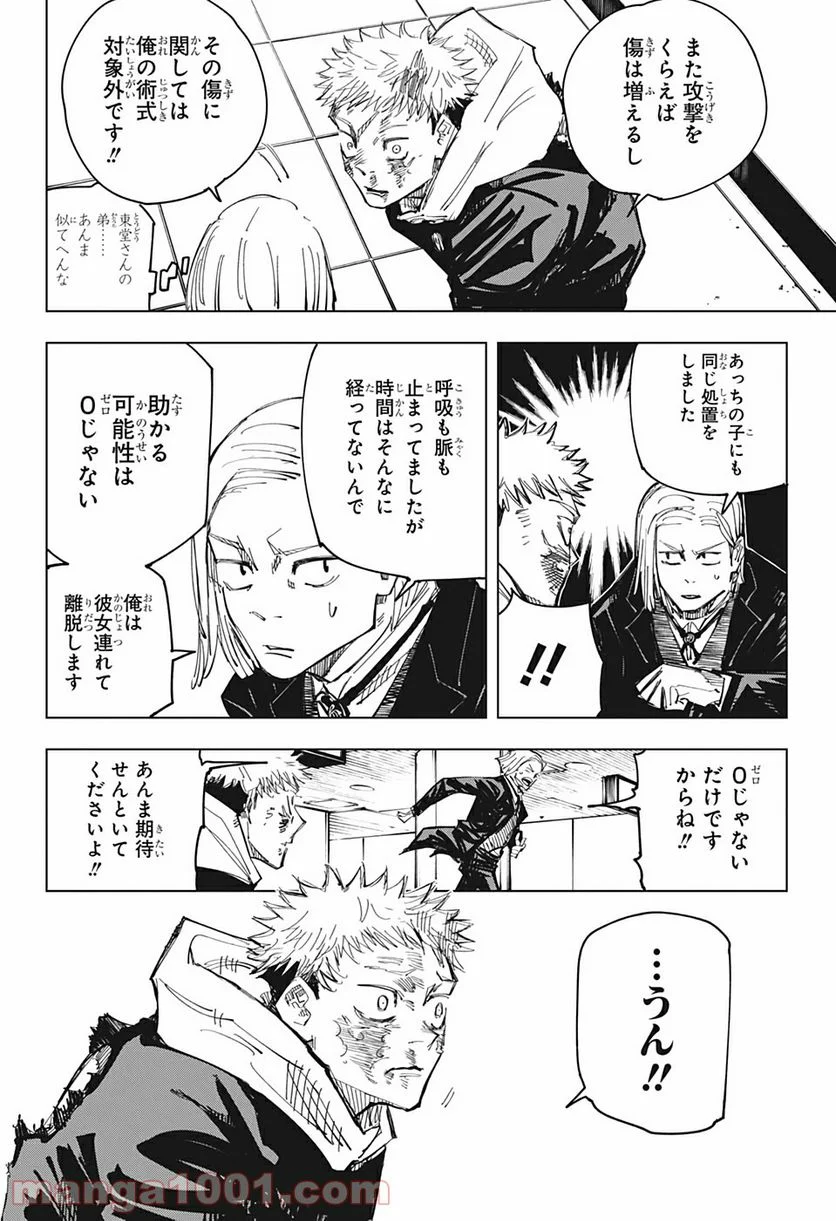 また攻撃を
くらえば
傷は増えるし
その傷に
関しては
俺の術式
対象外です!!
東堂さんの
弟……
あんま
似てへんな
あっちの子にも
同じ処置を
しました
!!
呼吸も脈も
止まってましたが
時間はそんなに
経ってないんで
助かる
可能性は
0じゃない
俺は
彼女連れて
離脱します
0じゃない
だけです
からね!!
あんま期待
せんといて
くださいよ!!
…うん!!
manga1001.com